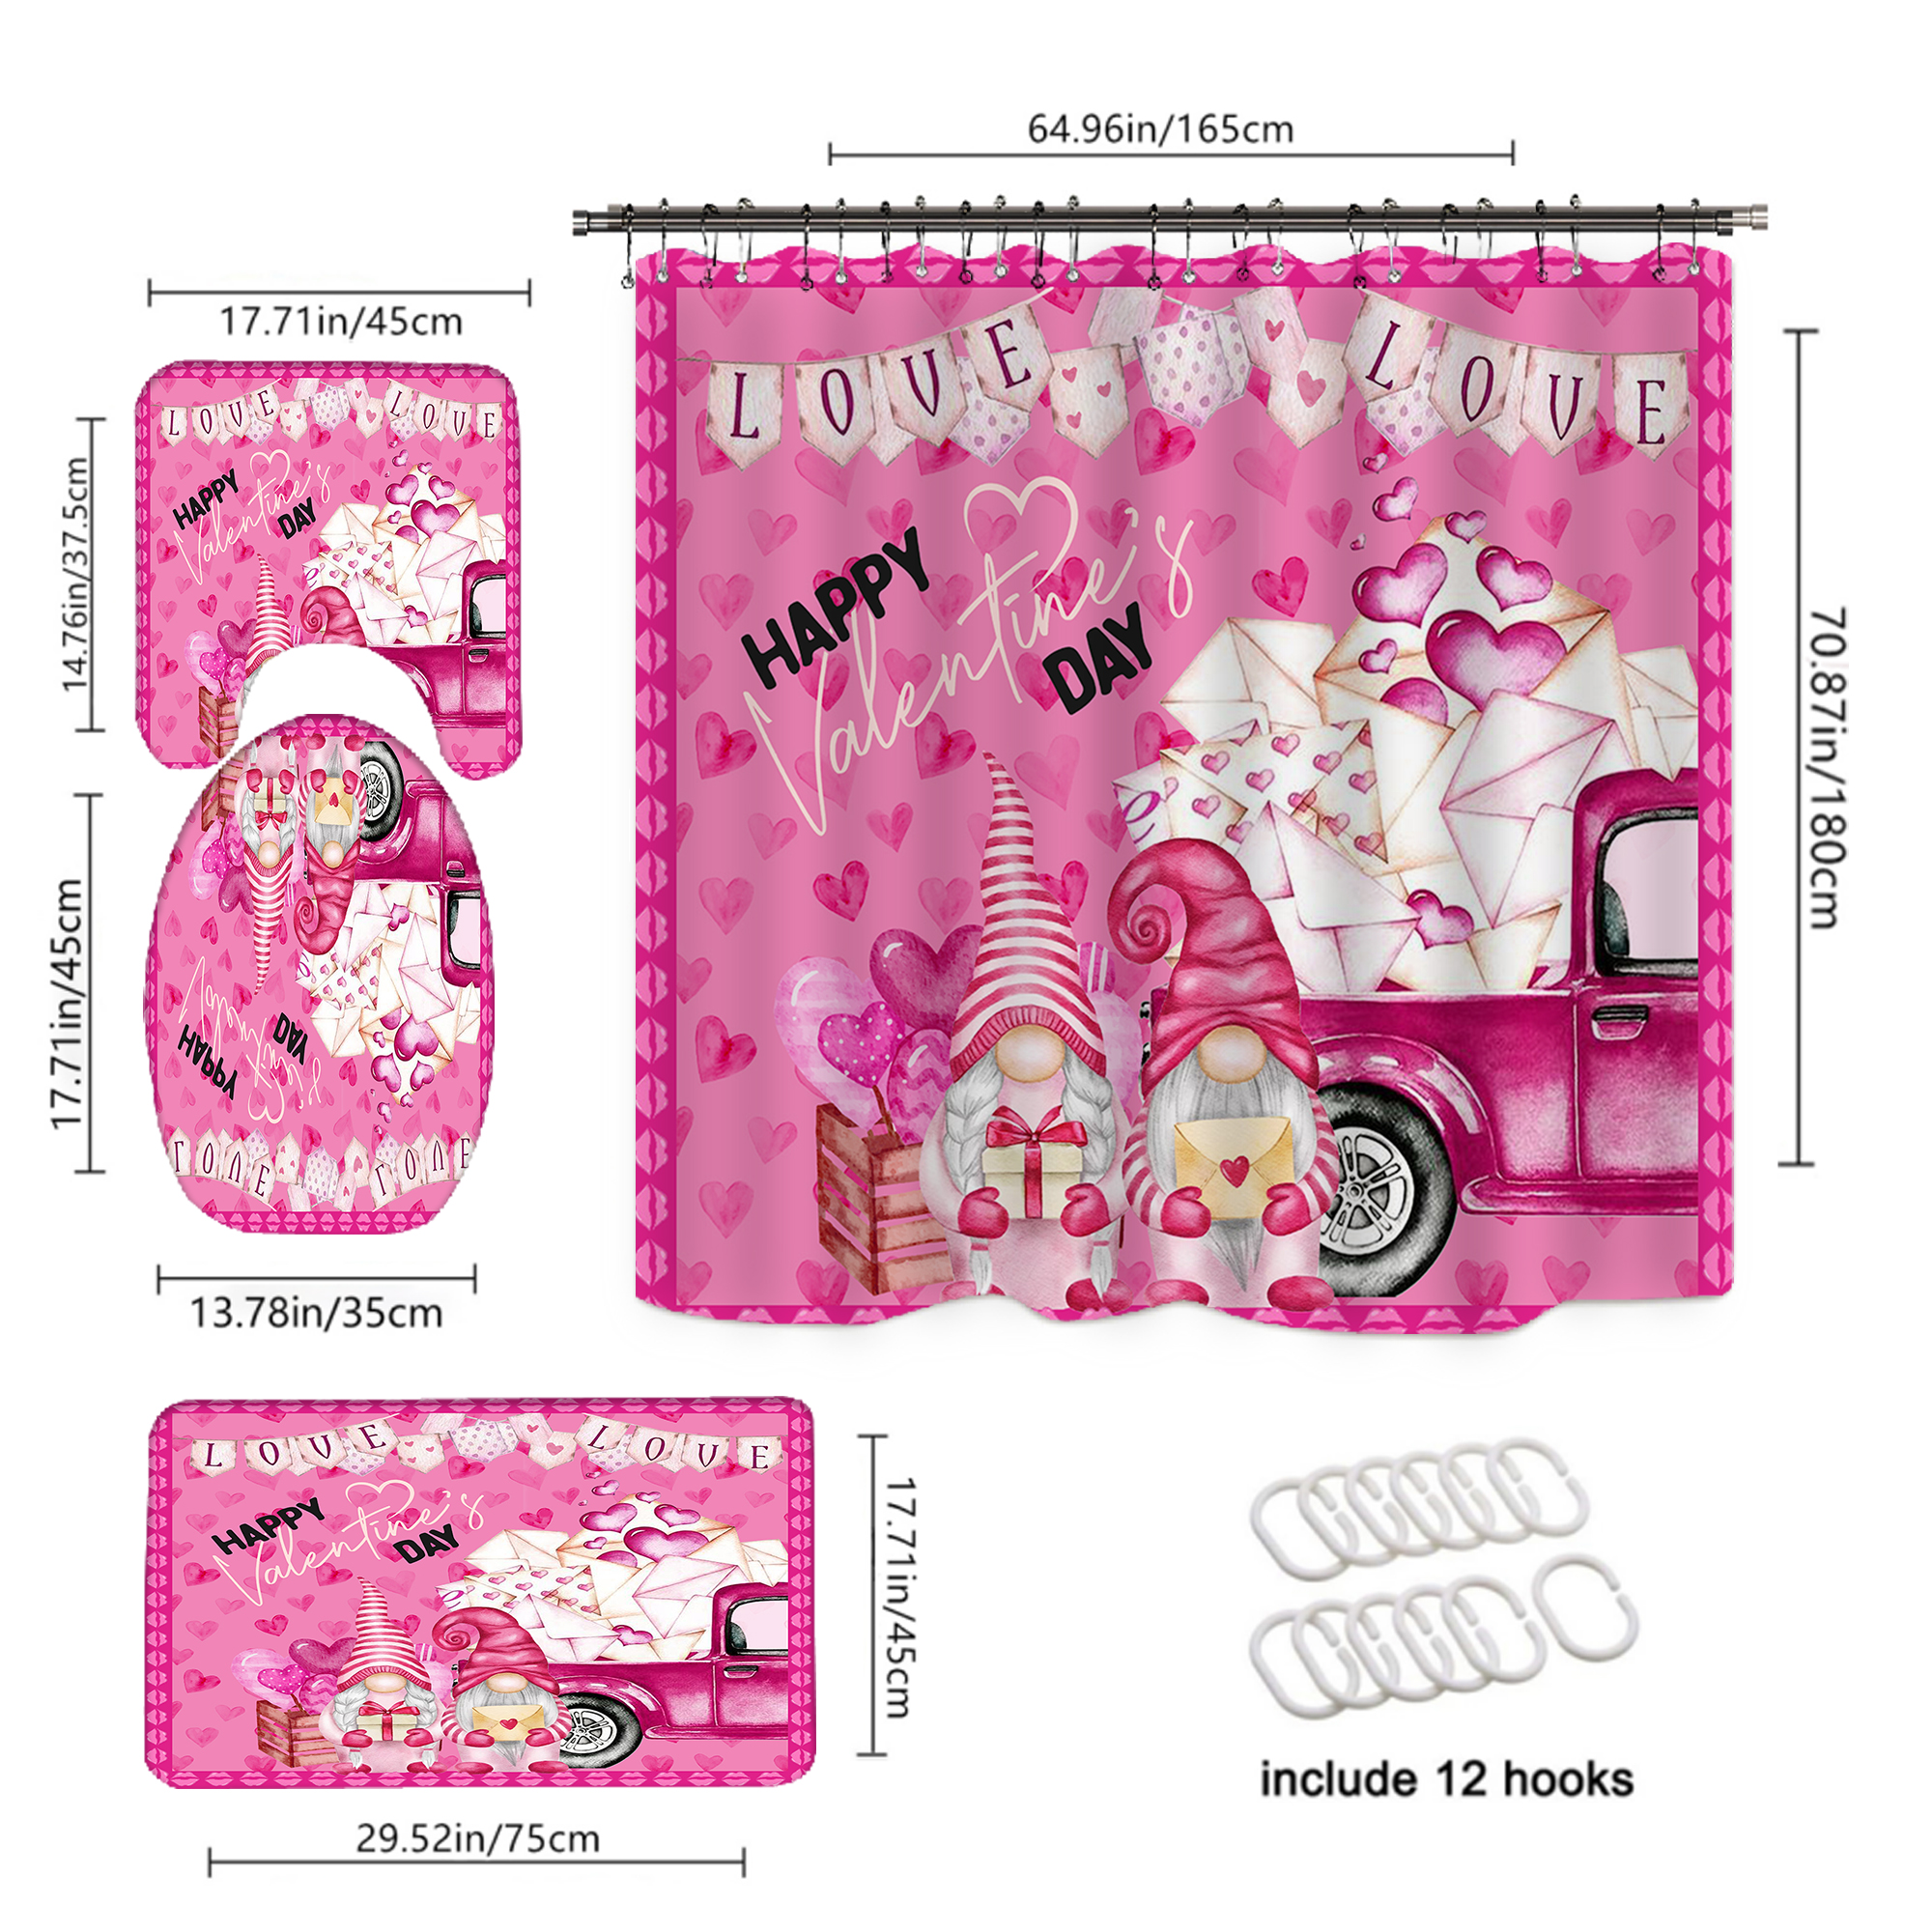 64.96in/165cm
17.71in/45cm
LOVE LOVE
HAPPY
Valentine's
DAY
14.76in/37.5cm
LOVE LOVE
HAPPY
Valentine's
DAY
70.87in/180cm
17.71in/45cm
DAY
HAPPY
LOVE LOVE
13.78in/35cm
LOVE LOVE
HAPPY
Valentine's
DAY
17.71in/45cm
include 12 hooks
29.52in/75cm